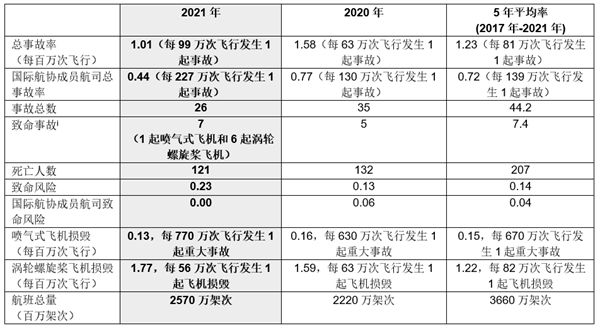 2021 年 2020 年 5 年平均率
(2017 年-2021 年)
总事故率 1.01（每 99 万次飞行发生 1 1.58（每 63 万次飞行发生 1 1.23（每 81 万次飞行发生
（每百万次飞行） 起事故） 起事故） 1 起事故）
国际航协成员航司总 0.44（每 227 万次飞行发生 1 0.77（每 130 万次飞行发生 0.72（每 139 万次飞行发
事故率 起事故） 1 起事故） 生 1 起事故）
事故总数 26 35 44.2
致命事故i 7 5 7.4
（1 起喷气式飞机和 6 起涡轮
螺旋桨飞机）
死亡人数 121 132 207
致命风险 0.23 0.13 0.14
国际航协成员航司致 0.00 0.06 0.04
命风险
喷气式飞机损毁 0.13，每 770 万次飞行发生 1 0.16，每 630 万次飞行发生 0.15，每 670 万次飞行发
（每百万次飞行） 起重大事故 1 起重大事故 生 1 起重大事故
涡轮螺旋桨飞机损毁 1.77，每 56 万次飞行发生 1 1.59，每 63 万次飞行发生 1 1.22，每 82 万次飞行发生
（每百万次飞行） 起飞机损毁 起飞机损毁 1 起飞机损毁
航班总量 2570 万架次 2220 万架次 3660 万架次
（百万架次）